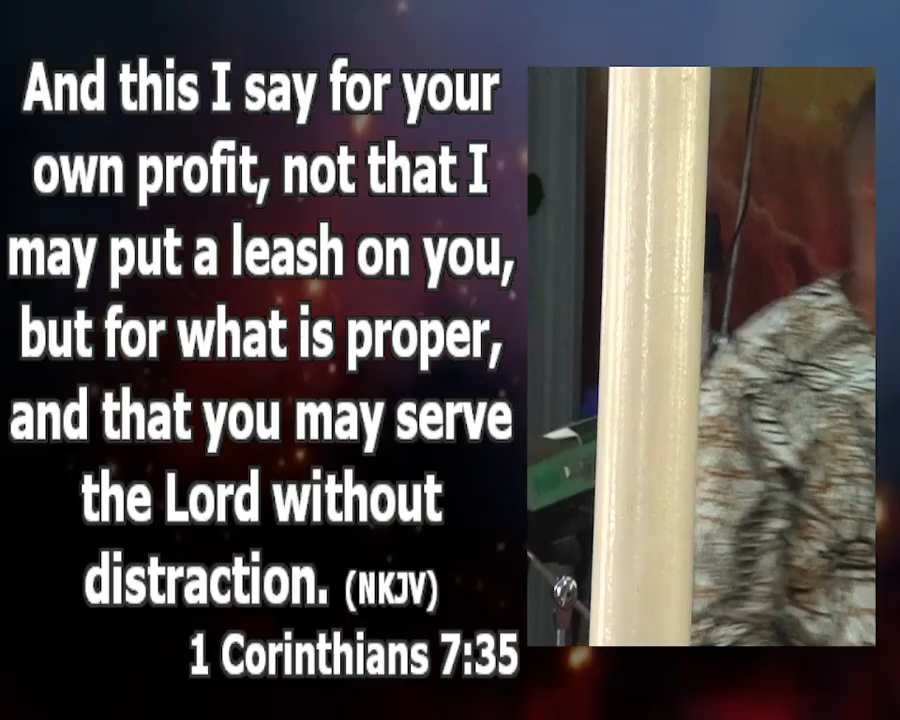 And this I say for your
own profit, not that I
may put a leash on you,
but for what is proper,
and that you may serve
the Lord without
distraction. (NKJV)
1 Corinthians 7:35